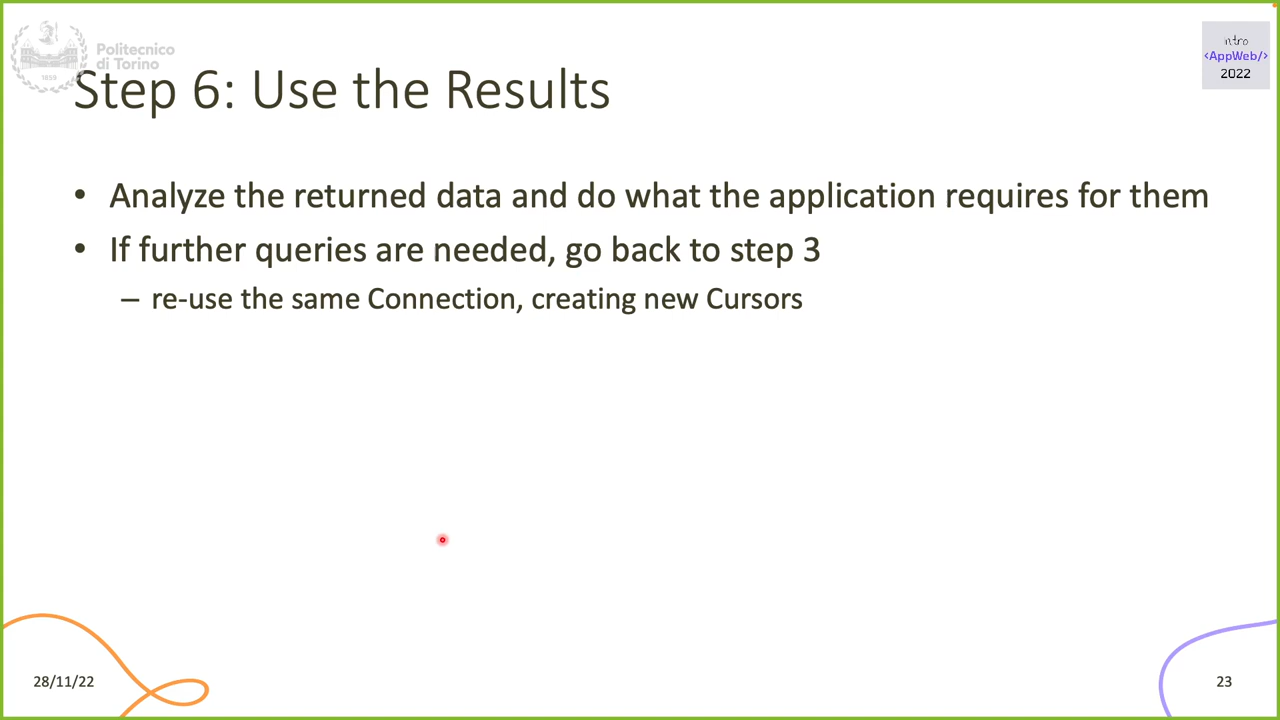 Politecnico
di Torino
1859
intro
<AppWeb/>
2022
Step 6: Use the Results
• Analyze the returned data and do what the application requires for them
• If further queries are needed, go back to step 3
– re-use the same Connection, creating new Cursors
28/11/22
23